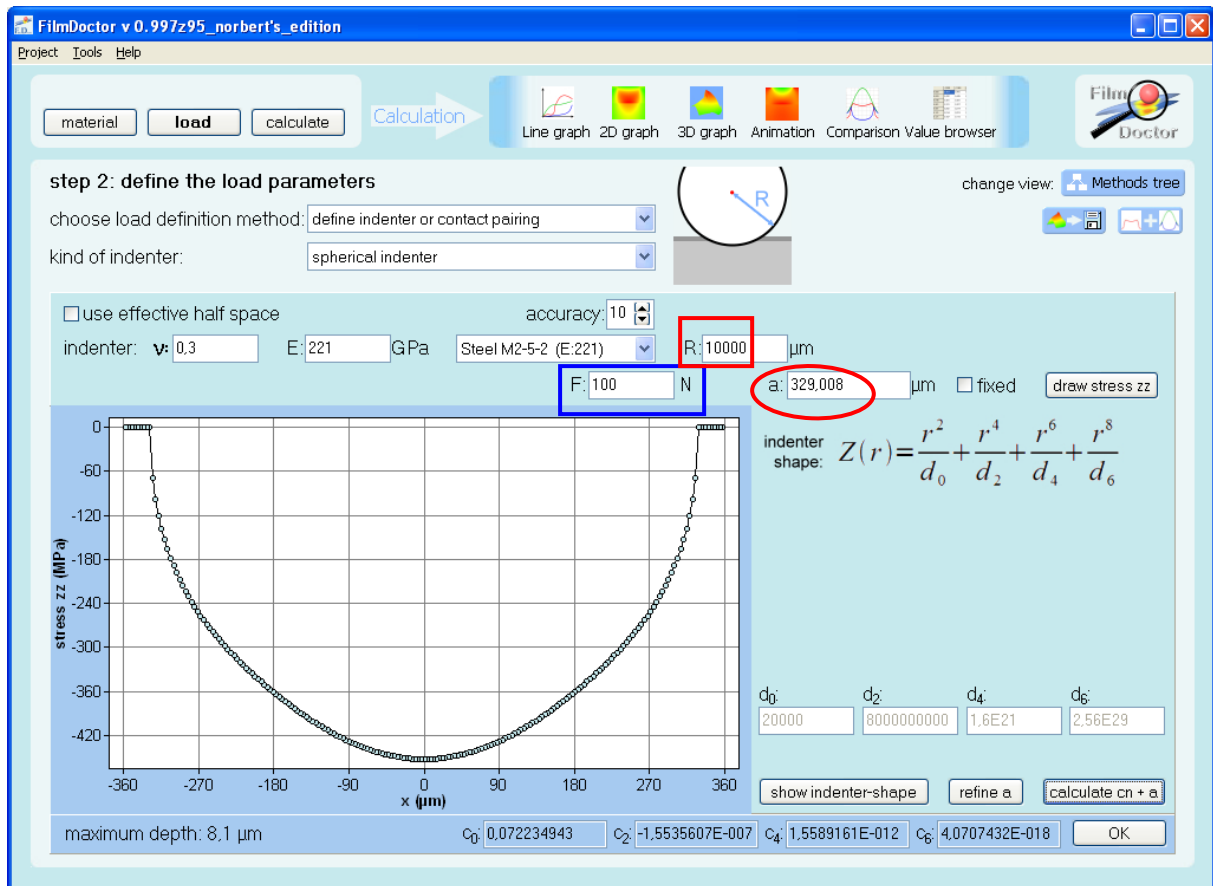 FilmDoctor v 0.997z95_norbert's_edition
Project Tools Help
material load calculate Calculation Line graph 2D graph 3D graph Animation Comparison Value browser Film Doctor
step 2: define the load parameters
change view: Methods tree
choose load definition method: define indenter or contact pairing
kind of indenter: spherical indenter
R
use effective half space accuracy: 10
indenter: ν: 0,3 E: 221 GPa Steel M2-5-2 (E:221) R: 10000 µm
F: 100 N a: 329,008 µm fixed draw stress zz
indenter shape: Z(r)=r²/d₀+r⁴/d₂+r⁶/d₄+r⁸/d₆
stress zz (MPa)
0
-60
-120
-180
-240
-300
-360
-420
-360 -270 -180 -90 0 90 180 270 360
x (µm)
d₀: d₂: d₄: d₆:
20000 8000000000 1,6E21 2,56E29
show indenter-shape refine a calculate cn + a
maximum depth: 8,1 µm c₀: 0,072234943 c₂: -1,5535607E-007 c₄: 1,5589161E-012 c₆: 4,0707432E-018 OK